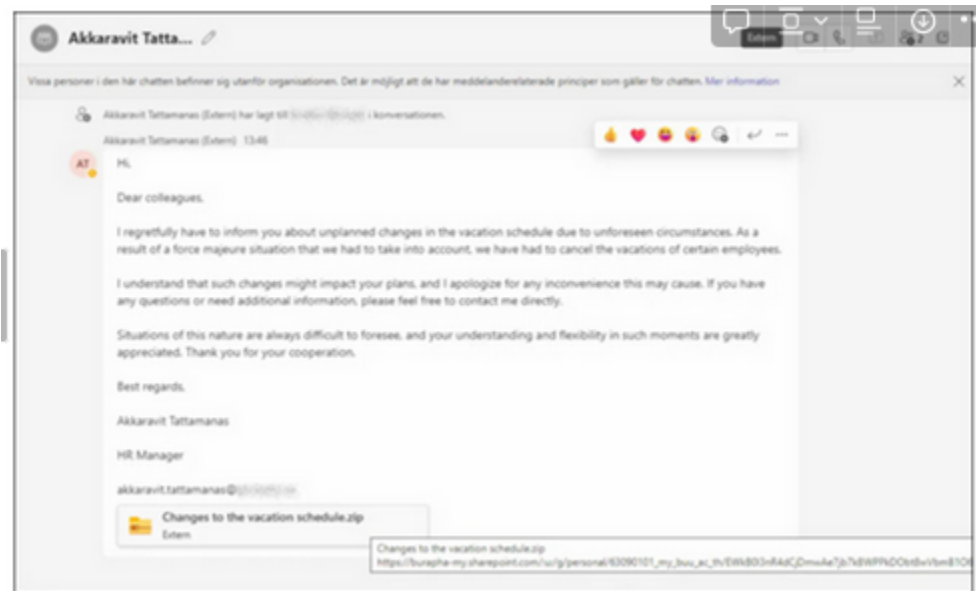 Akkaravit Tatta...
Extern
Vissa personer i den här chatten befinner sig utanför organisationen. Det är möjligt att de har meddelanderelaterade principer som gäller för chatten. Mer information
Akkaravit Tattamanas (Extern) har lagt till i konversationen.
Akkaravit Tattamanas (Extern) 13:46
AT
Hi,
Dear colleagues,
I regretfully have to inform you about unplanned changes in the vacation schedule due to unforeseen circumstances. As a
result of a force majeure situation that we had to take into account, we have had to cancel the vacations of certain employees.
I understand that such changes might impact your plans, and I apologize for any inconvenience this may cause. If you have
any questions or need additional information, please feel free to contact me directly.
Situations of this nature are always difficult to foresee, and your understanding and flexibility in such moments are greatly
appreciated. Thank you for your cooperation.
Best regards,
Akkaravit Tattamanas
HR Manager
akkaravit.tattamanas@
Changes to the vacation schedule.zip
Extern
Changes to the vacation schedule.zip